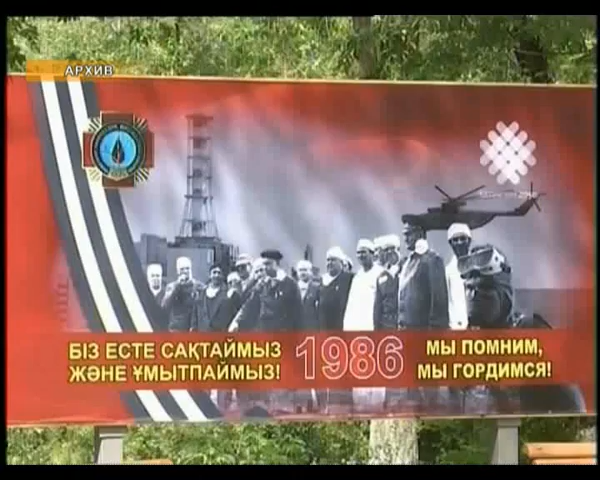 АРХИВ
БІЗ ЕСТЕ САҚТАЙМЫЗ
ЖӘНЕ ҰМЫТПАЙМЫЗ!
1986
МЫ ПОМНИМ,
МЫ ГОРДИМСЯ!